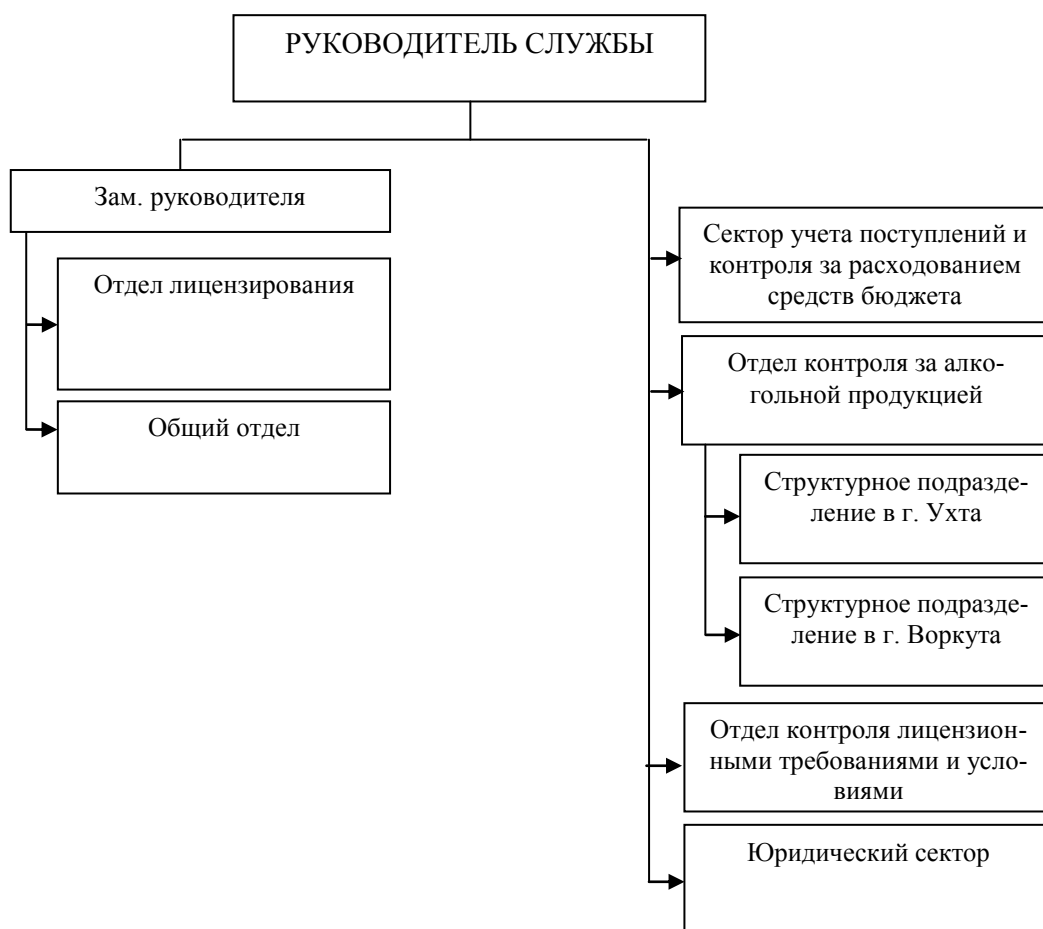 РУКОВОДИТЕЛЬ СЛУЖБЫ
Зам. руководителя
Отдел лицензирования
Общий отдел
Сектор учета поступлений и
контроля за расходованием
средств бюджета
Отдел контроля за алко-
гольной продукцией
Структурное подразде-
ление в г. Ухта
Структурное подразде-
ление в г. Воркута
Отдел контроля лицензион-
ными требованиями и усло-
виями
Юридический сектор